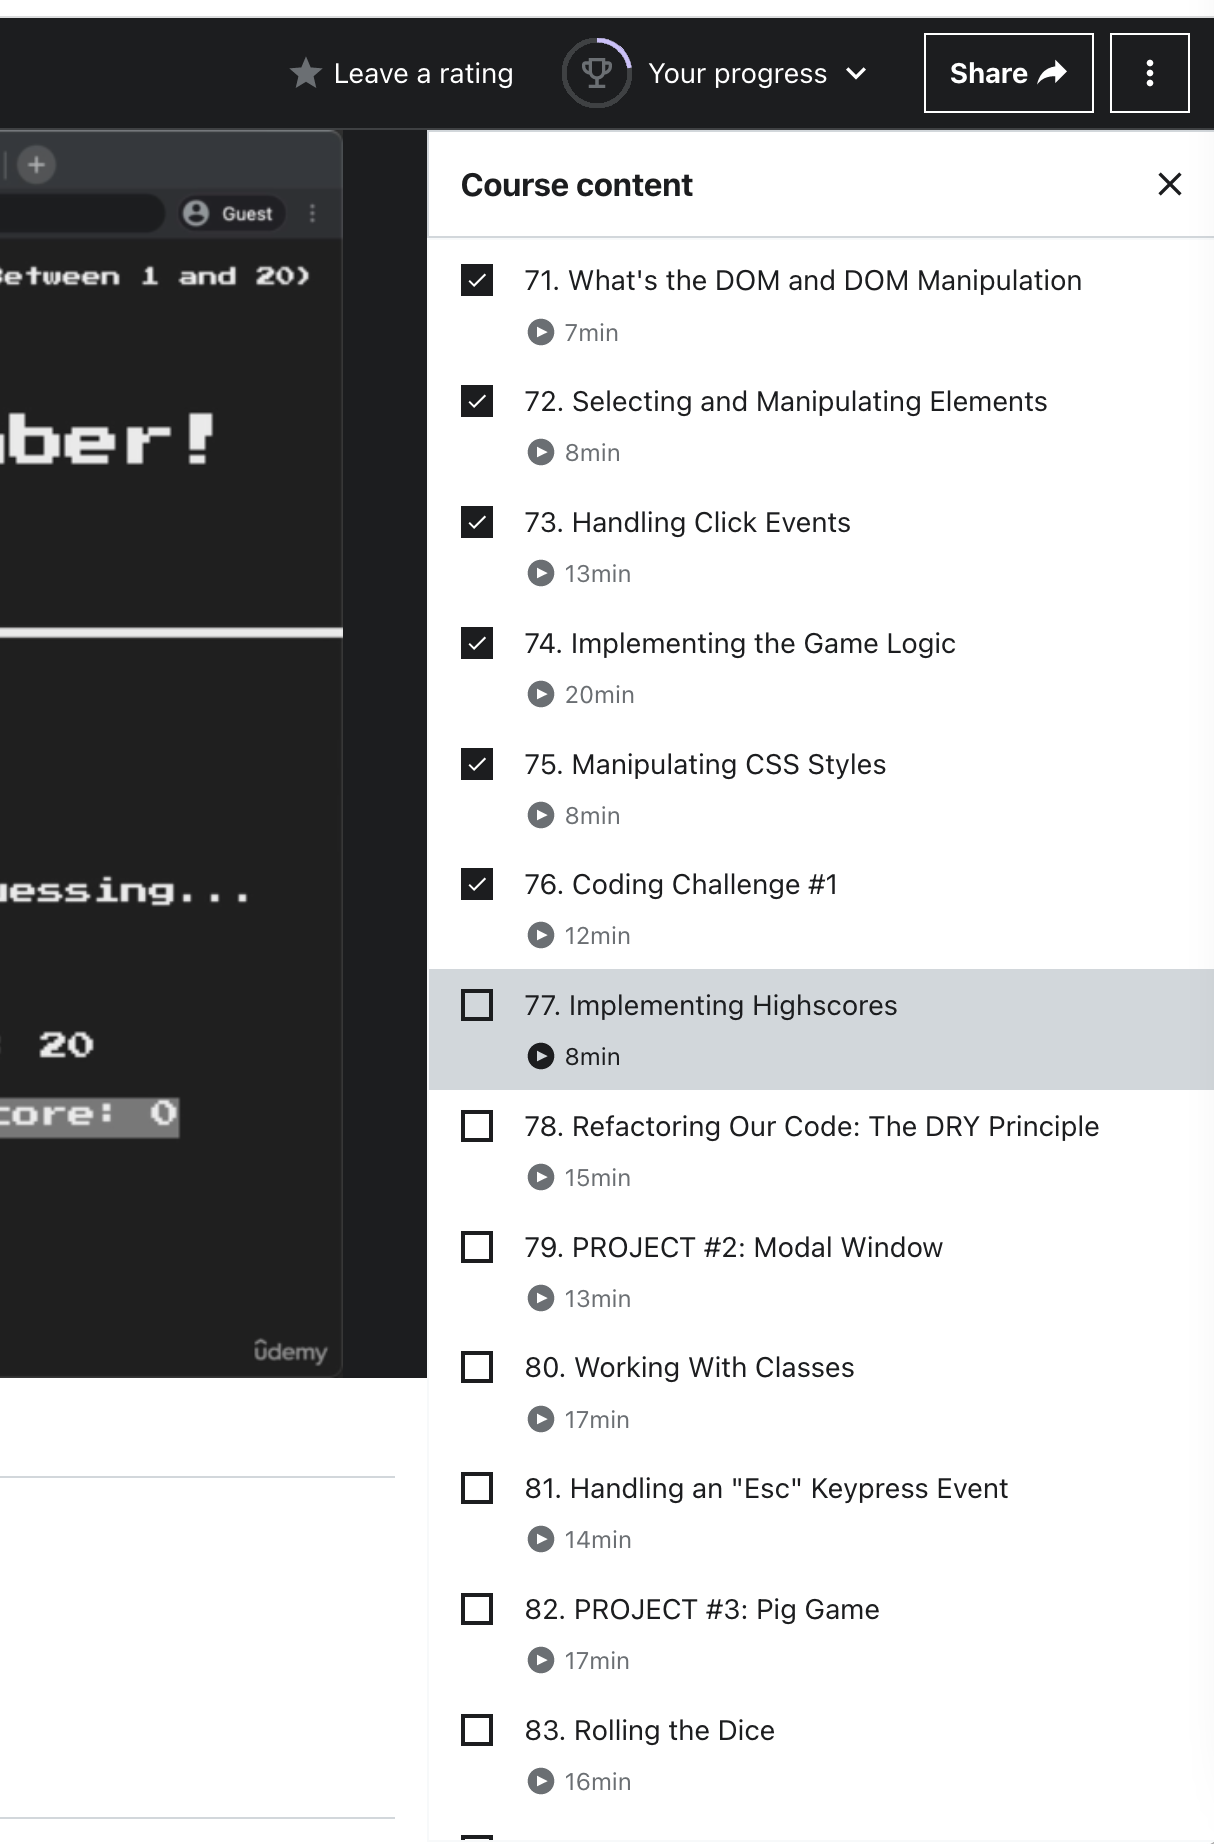 Leave a rating
Your progress
Share
Guest
etween 1 and 20)
ber!
essing...
: 20
core: 0
ûdemy
Course content
71. What's the DOM and DOM Manipulation
7min
72. Selecting and Manipulating Elements
8min
73. Handling Click Events
13min
74. Implementing the Game Logic
20min
75. Manipulating CSS Styles
8min
76. Coding Challenge #1
12min
77. Implementing Highscores
8min
78. Refactoring Our Code: The DRY Principle
15min
79. PROJECT #2: Modal Window
13min
80. Working With Classes
17min
81. Handling an "Esc" Keypress Event
14min
82. PROJECT #3: Pig Game
17min
83. Rolling the Dice
16min